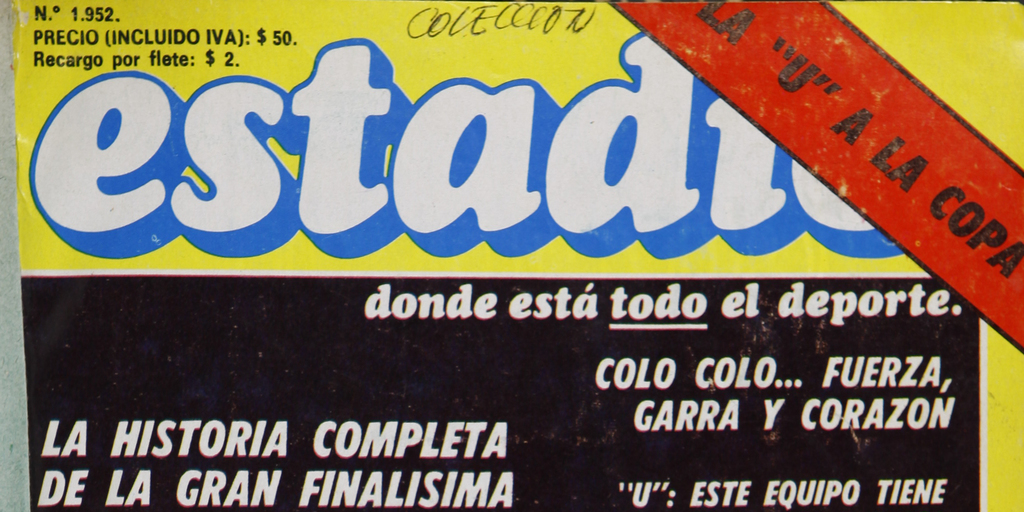 N.° 1.952.
PRECIO (INCLUIDO IVA): $ 50.
Recargo por flete: $ 2.
COLECCION
estadio
LA "U" A LA COPA
donde está todo el deporte.
COLO COLO... FUERZA,
GARRA Y CORAZON
LA HISTORIA COMPLETA
DE LA GRAN FINALISIMA
"U": ESTE EQUIPO TIENE